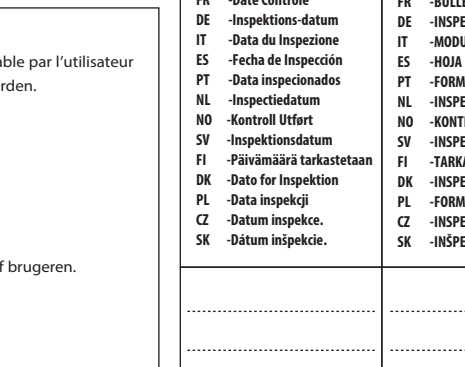 able par l’utilisateur
rden.
f brugeren.
FR -Date Contrôle
DE -Inspektions-datum
IT -Data du Inspezione
ES -Fecha de Inspección
PT -Data inspecionados
NL -Inspectiedatum
NO -Kontroll Utført
SV -Inspektionsdatum
FI -Päivämäärä tarkastetaan
DK -Dato for Inspektion
PL -Data inspekcji
CZ -Datum inspekce.
SK -Dátum inšpekcie.
FR -BULLE
DE -INSPE
IT -MODU
ES -HOJA
PT -FORM
NL -INSPE
NO -KONT
SV -INSPE
FI -TARKA
DK -INSPE
PL -FORM
CZ -INSPE
SK -INŠPE